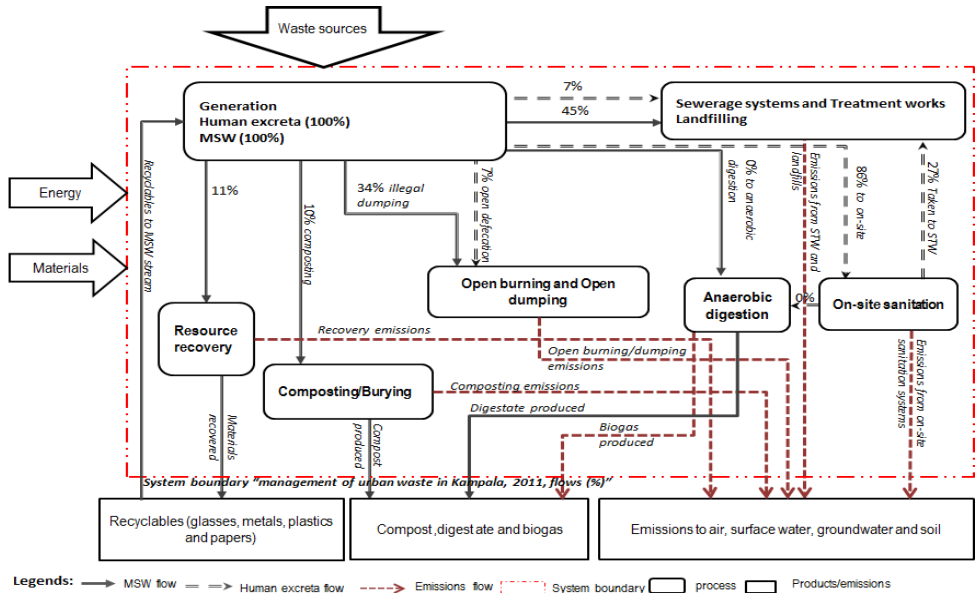 Waste sources
Generation
Human excreta (100%)
MSW (100%)
7%
45%
Sewerage systems and Treatment works
Landfilling
Energy
Materials
Recyclables to MSW stream
11%
10% composting
34% illegal
dumping
7% open defecation
0% to anaerobic
digestion
Emissions from STW and
landfills
86% to on-site
27% Taken to STW
Open burning and Open
dumping
Anaerobic
digestion
0%
On-site sanitation
Resource
recovery
Recovery emissions
Open burning/dumping
emissions
Composting/Burying
Composting emissions
Digestate produced
Biogas
produced
Materials
recovered
Compost
produced
Emissions from on-site
sanitation systems
System boundary "management of urban waste in Kampala, 2011, flows (%)"
Recyclables (glasses, metals, plastics
and papers)
Compost,digestate and biogas
Emissions to air, surface water, groundwater and soil
Legends: MSW flow Human excreta flow Emissions flow System boundary process Products/emissions